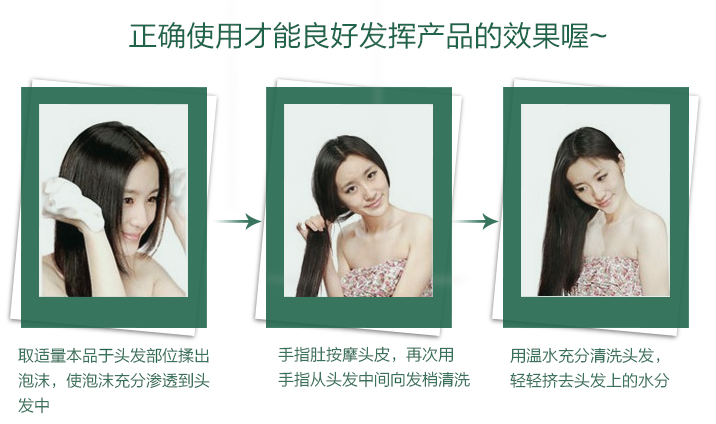 正确使用才能良好发挥产品的效果喔~
取适量本品于头发部位揉出
泡沫，使泡沫充分渗透到头
发中
手指肚按摩头皮，再次用
手指从头发中间向发梢清洗
用温水充分清洗头发，
轻轻挤去头发上的水分